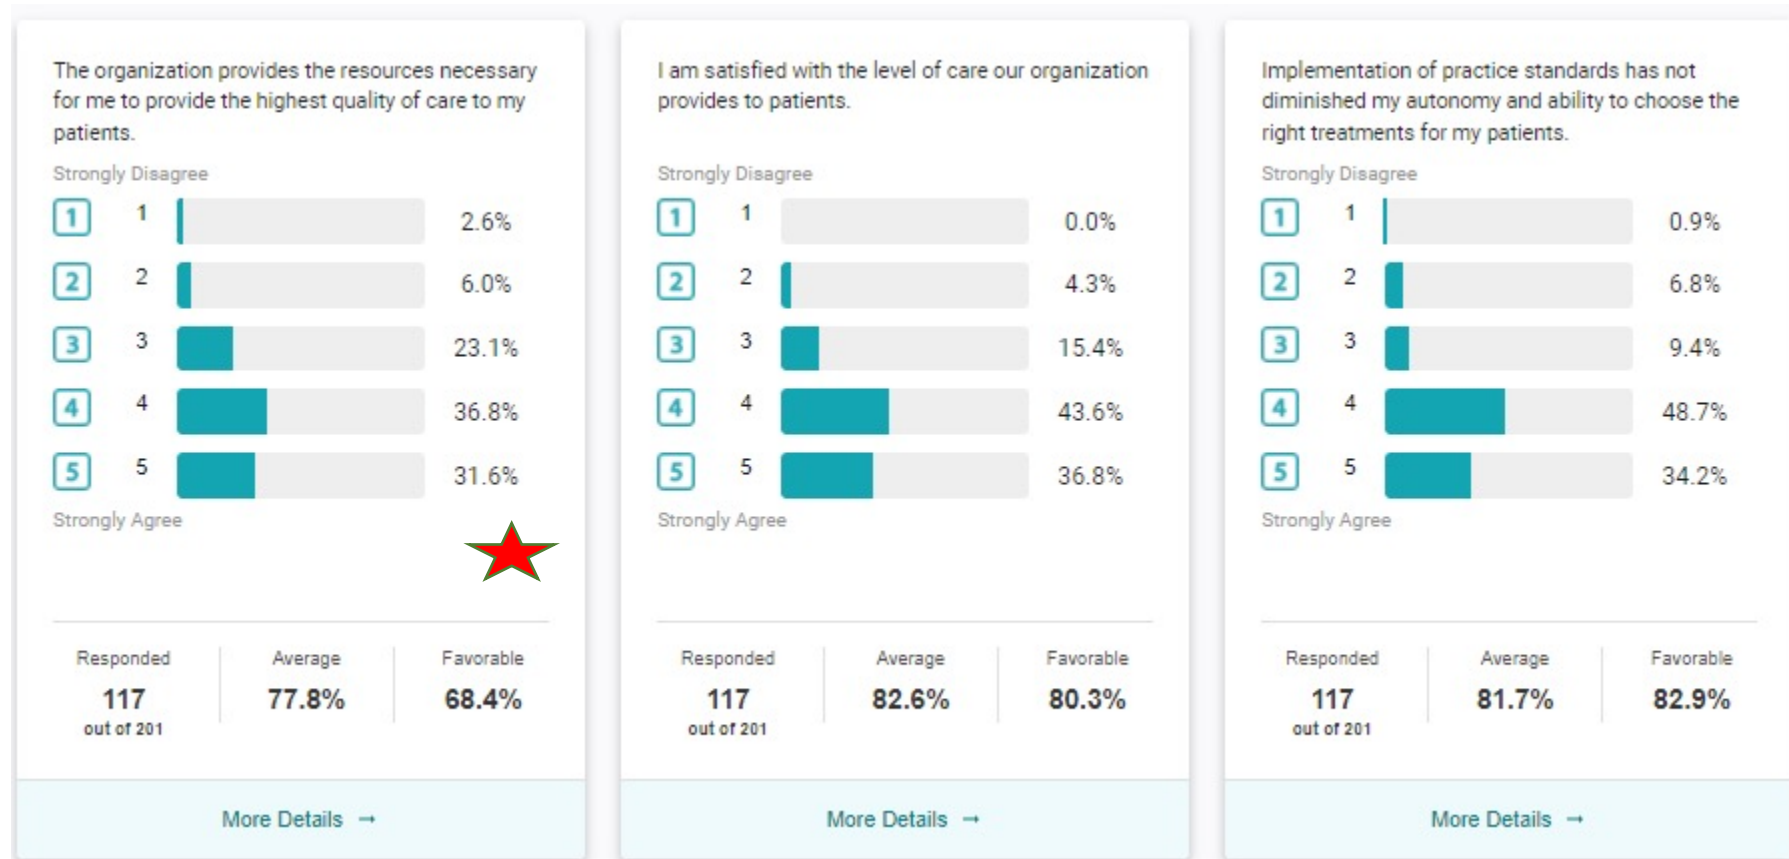 The organization provides the resources necessary
for me to provide the highest quality of care to my
patients.
Strongly Disagree
1 1 2.6%
2 2 6.0%
3 3 23.1%
4 4 36.8%
5 5 31.6%
Strongly Agree
Responded Average Favorable
117 77.8% 68.4%
out of 201
More Details →
I am satisfied with the level of care our organization
provides to patients.
Strongly Disagree
1 1 0.0%
2 2 4.3%
3 3 15.4%
4 4 43.6%
5 5 36.8%
Strongly Agree
Responded Average Favorable
117 82.6% 80.3%
out of 201
More Details →
Implementation of practice standards has not
diminished my autonomy and ability to choose the
right treatments for my patients.
Strongly Disagree
1 1 0.9%
2 2 6.8%
3 3 9.4%
4 4 48.7%
5 5 34.2%
Strongly Agree
Responded Average Favorable
117 81.7% 82.9%
out of 201
More Details →